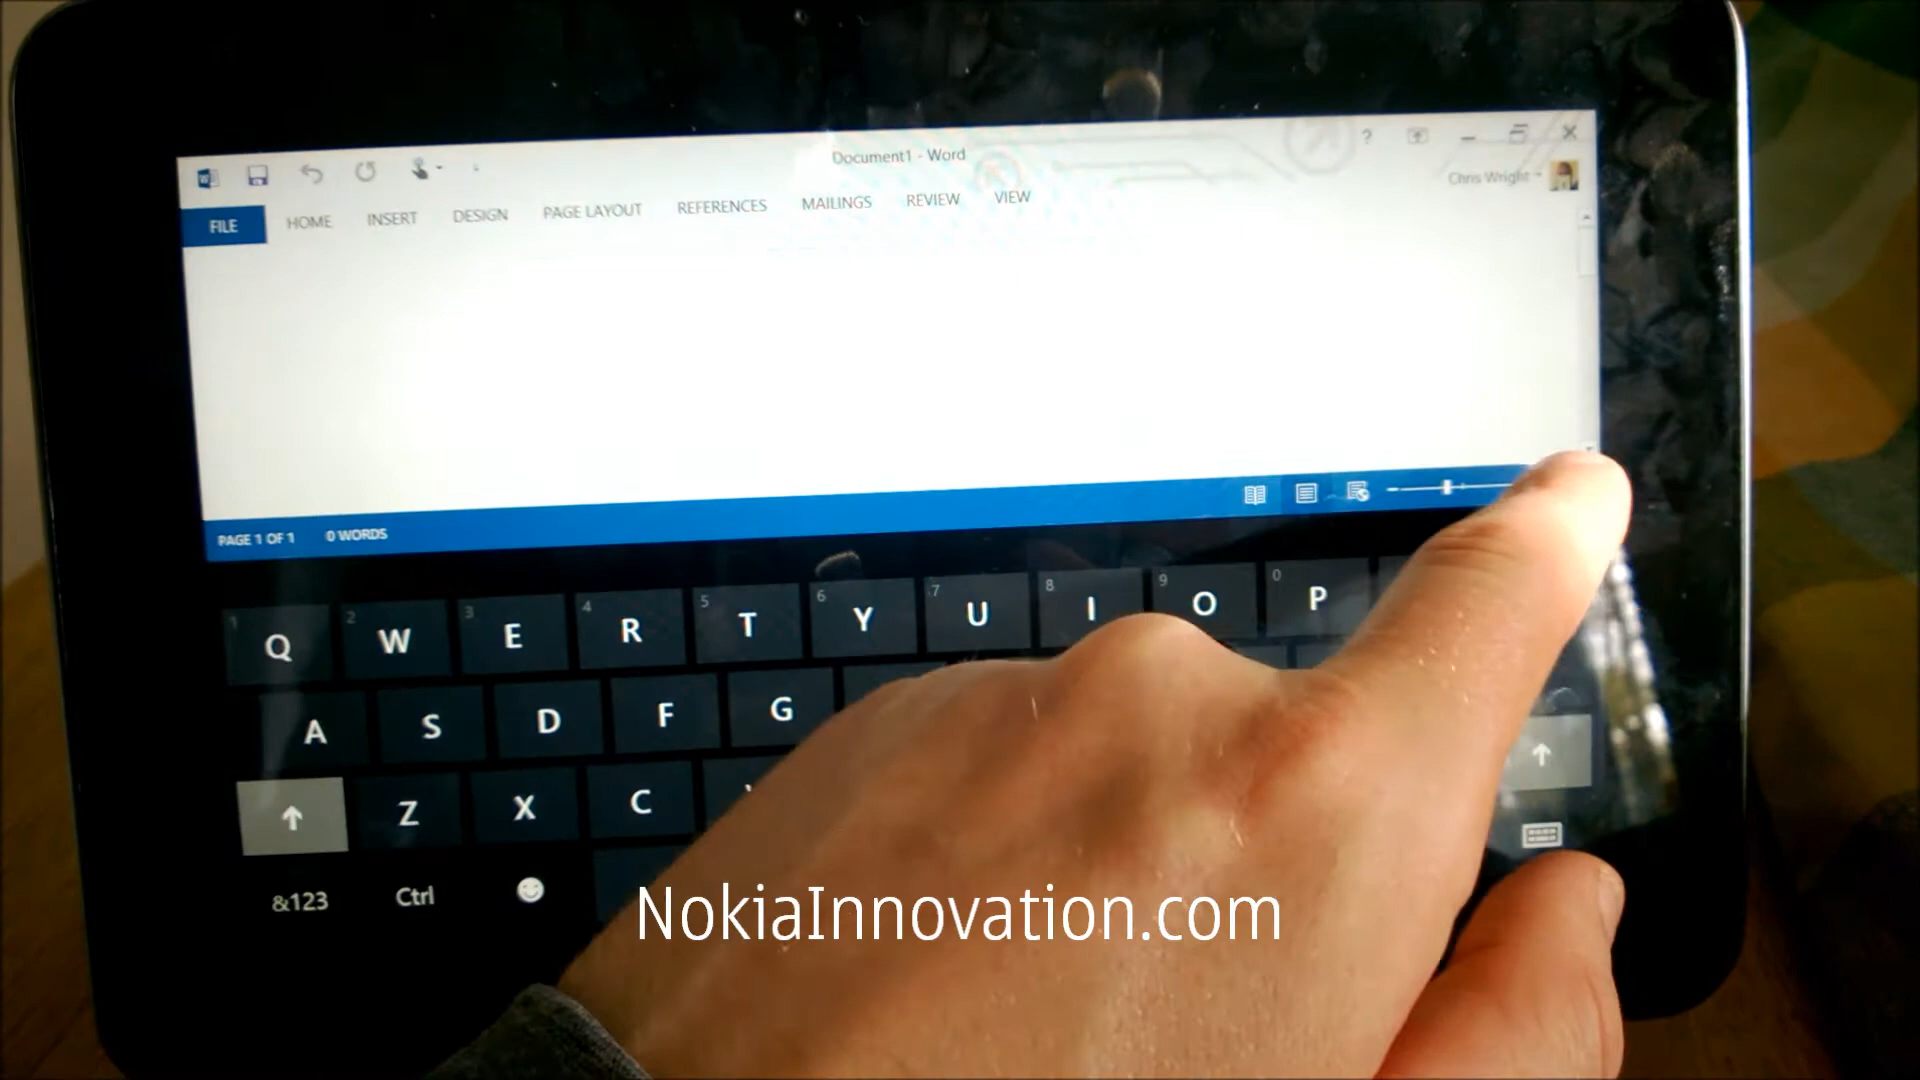 Document1 - Word
?
Chris Wright
FILE HOME INSERT DESIGN PAGE LAYOUT REFERENCES MAILINGS REVIEW VIEW
PAGE 1 OF 1 0 WORDS
1 2 3 4 5 6 7 8 9 0
Q W E R T Y U I O P
A S D F G
Z X C
&123 Ctrl
NokiaInnovation.com